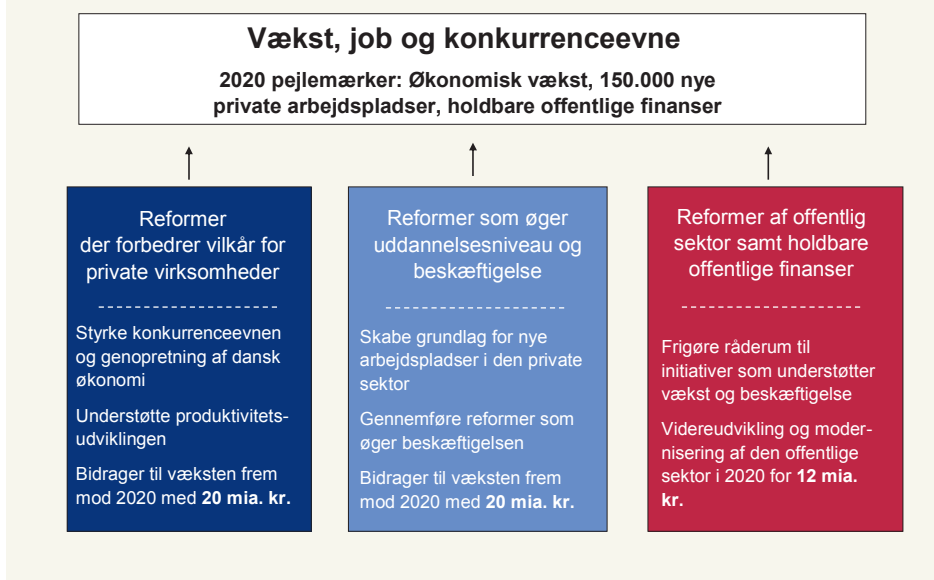 Vækst, job og konkurrenceevne
2020 pejlemærker: Økonomisk vækst, 150.000 nye
private arbejdspladser, holdbare offentlige finanser
Reformer
der forbedrer vilkår for
private virksomheder
Styrke konkurrenceevnen
og genopretning af dansk
økonomi
Understøtte produktivitets-
udviklingen
Bidrager til væksten frem
mod 2020 med 20 mia. kr.
Reformer som øger
uddannelsesniveau og
beskæftigelse
Skabe grundlag for nye
arbejdspladser i den private
sektor
Gennemføre reformer som
øger beskæftigelsen
Bidrager til væksten frem
mod 2020 med 20 mia. kr.
Reformer af offentlig
sektor samt holdbare
offentlige finanser
Frigøre råderum til
initiativer som understøtter
vækst og beskæftigelse
Videreudvikling og moder-
nisering af den offentlige
sektor i 2020 for 12 mia.
kr.